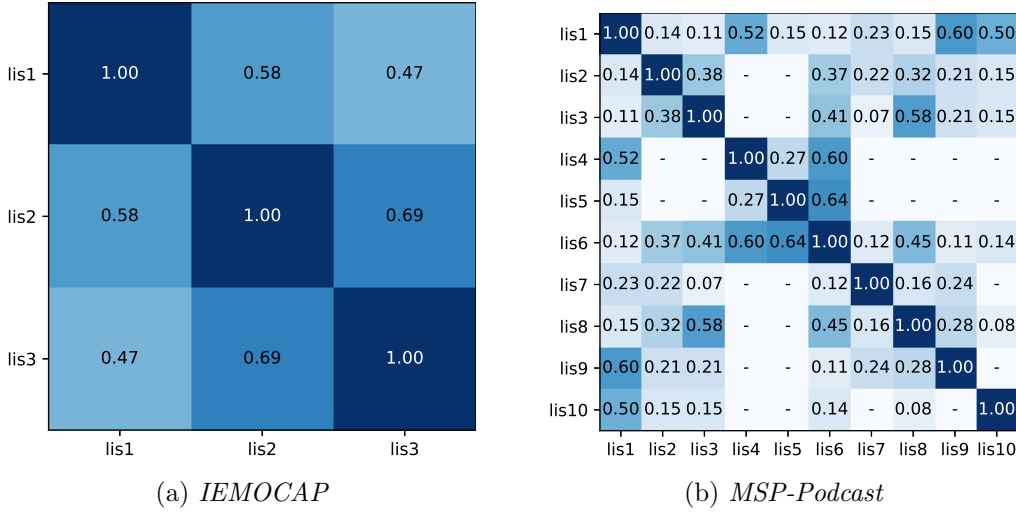 lis1 1.00 0.58 0.47
lis2 0.58 1.00 0.69
lis3 0.47 0.69 1.00
lis1 lis2 lis3
(a) IEMOCAP
lis1 1.00 0.14 0.11 0.52 0.15 0.12 0.23 0.15 0.60 0.50
lis2 0.14 1.00 0.38 - - 0.37 0.22 0.32 0.21 0.15
lis3 0.11 0.38 1.00 - - 0.41 0.07 0.58 0.21 0.15
lis4 0.52 - - 1.00 0.27 0.60 - - - -
lis5 0.15 - - 0.27 1.00 0.64 - - - -
lis6 0.12 0.37 0.41 0.60 0.64 1.00 0.12 0.45 0.11 0.14
lis7 0.23 0.22 0.07 - - 0.12 1.00 0.16 0.24 -
lis8 0.15 0.32 0.58 - - 0.45 0.16 1.00 0.28 0.08
lis9 0.60 0.21 0.21 - - 0.11 0.24 0.28 1.00 -
lis10 0.50 0.15 0.15 - - 0.14 - 0.08 - 1.00
lis1 lis2 lis3 lis4 lis5 lis6 lis7 lis8 lis9 lis10
(b) MSP-Podcast